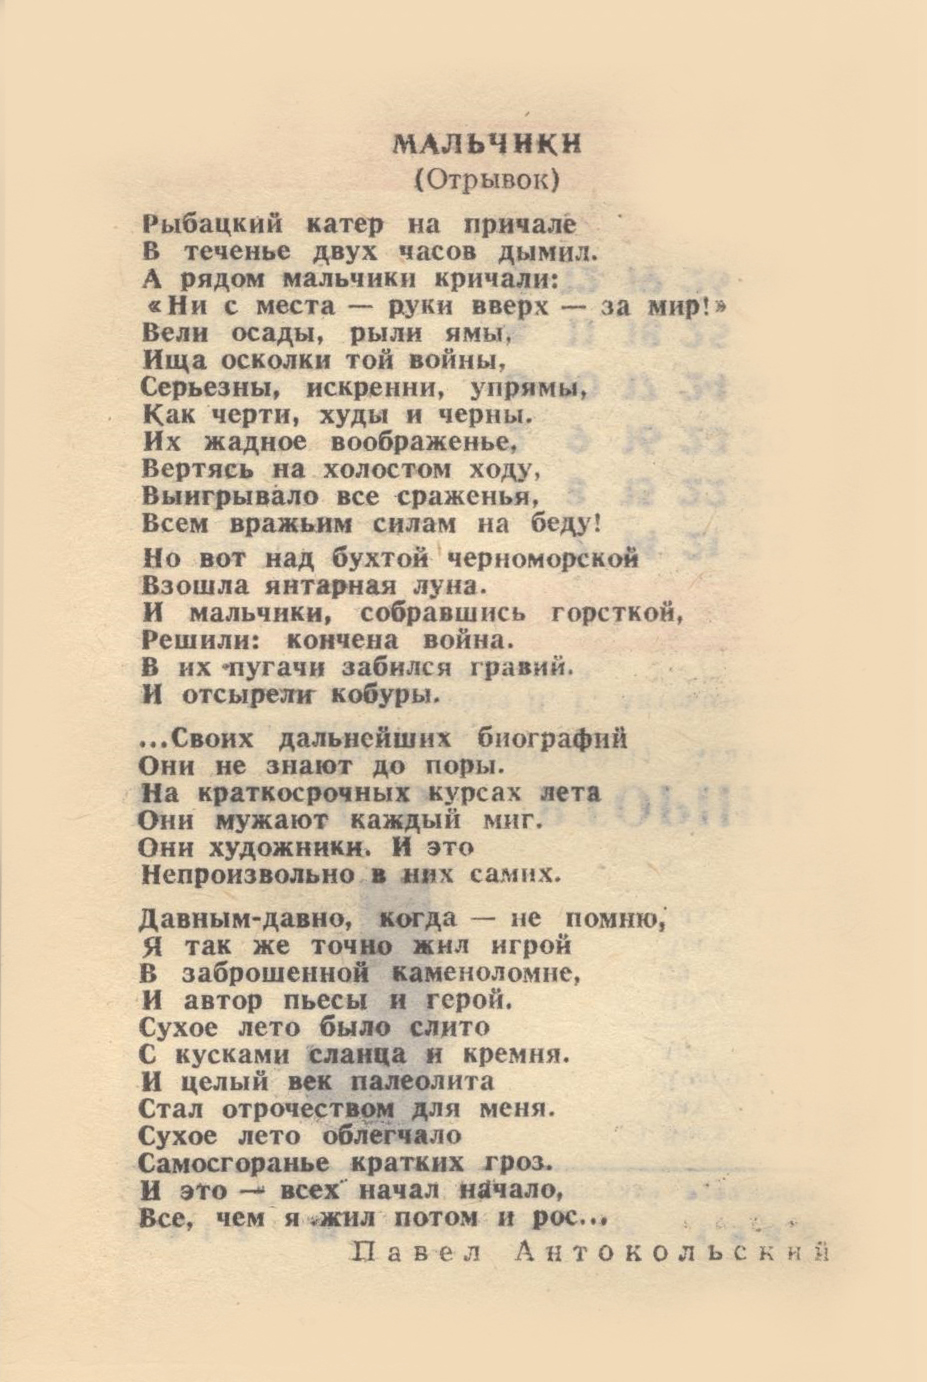 МАЛЬЧИКИ
(Отрывок)
Рыбацкий катер на причале
В теченье двух часов дымил.
А рядом мальчики кричали:
«Ни с места — руки вверх — за мир!»
Вели осады, рыли ямы,
Ища осколки той войны,
Серьезны, искренни, упрямы,
Как черти, худы и черны.
Их жадное воображенье,
Вертясь на холостом ходу,
Выигрывало все сраженья,
Всем вражьим силам на беду!
Но вот над бухтой черноморской
Взошла янтарная луна.
И мальчики, собравшись горсткой,
Решили: кончена война.
В их пугачи забился гравий.
И отсырели кобуры.
...Своих дальнейших биографий
Они не знают до поры.
На краткосрочных курсах лета
Они мужают каждый миг.
Они художники. И это
Непроизвольно в них самих.
Давным-давно, когда — не помню,
Я так же точно жил игрой
В заброшенной каменоломне,
И автор пьесы и герой.
Сухое лето было слито
С кусками сланца и кремня.
И целый век палеолита
Стал отрочеством для меня.
Сухое лето облегчало
Самосгоранье кратких гроз.
И это — всех начал начало,
Все, чем я жил потом и рос...
Павел Антокольский